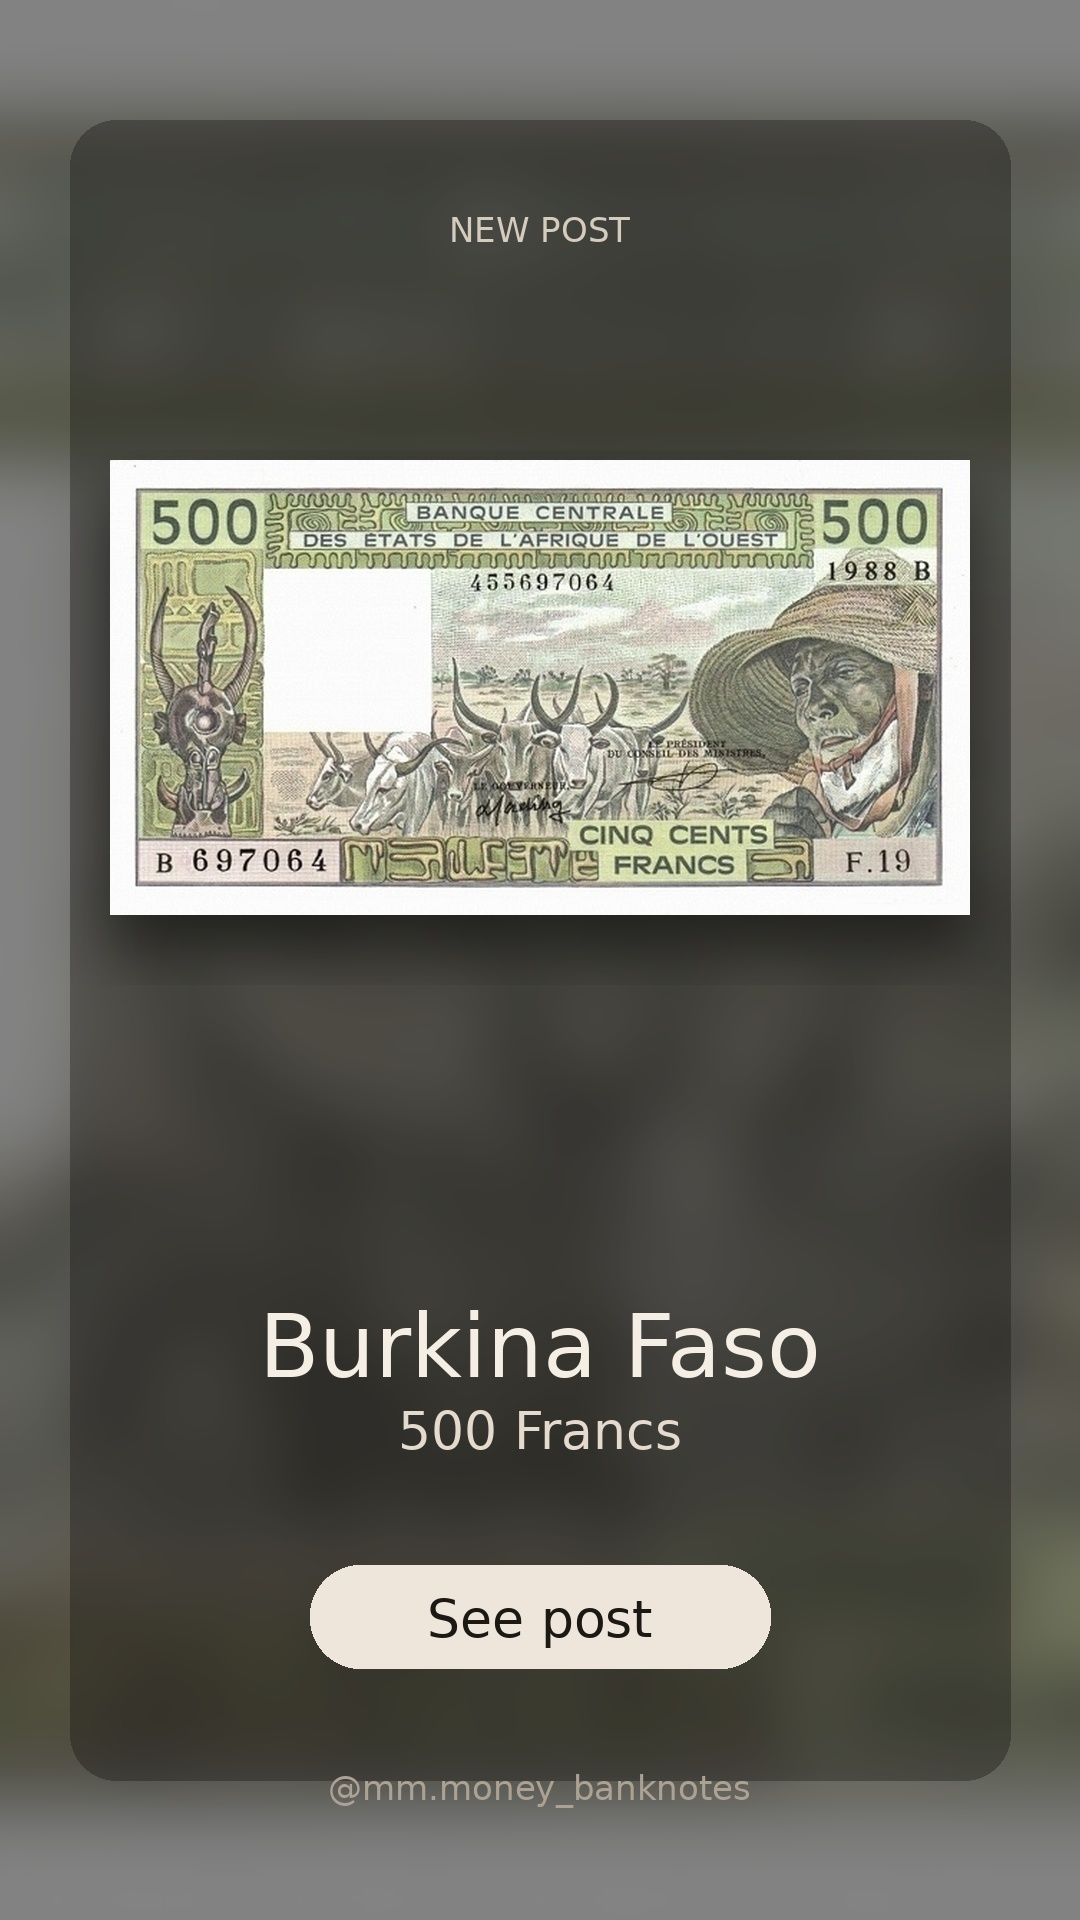 NEW POST
500
BANQUE CENTRALE
500
DES ÉTATS DE L'AFRIQUE DE L'OUEST
455697064
1988 B
LE PRÉSIDENT
DU CONSEIL DES MINISTRES,
LE GOUVERNEUR,
CINQ CENTS
FRANCS
B 697064
F.19
Burkina Faso
500 Francs
See post
@mm.money_banknotes